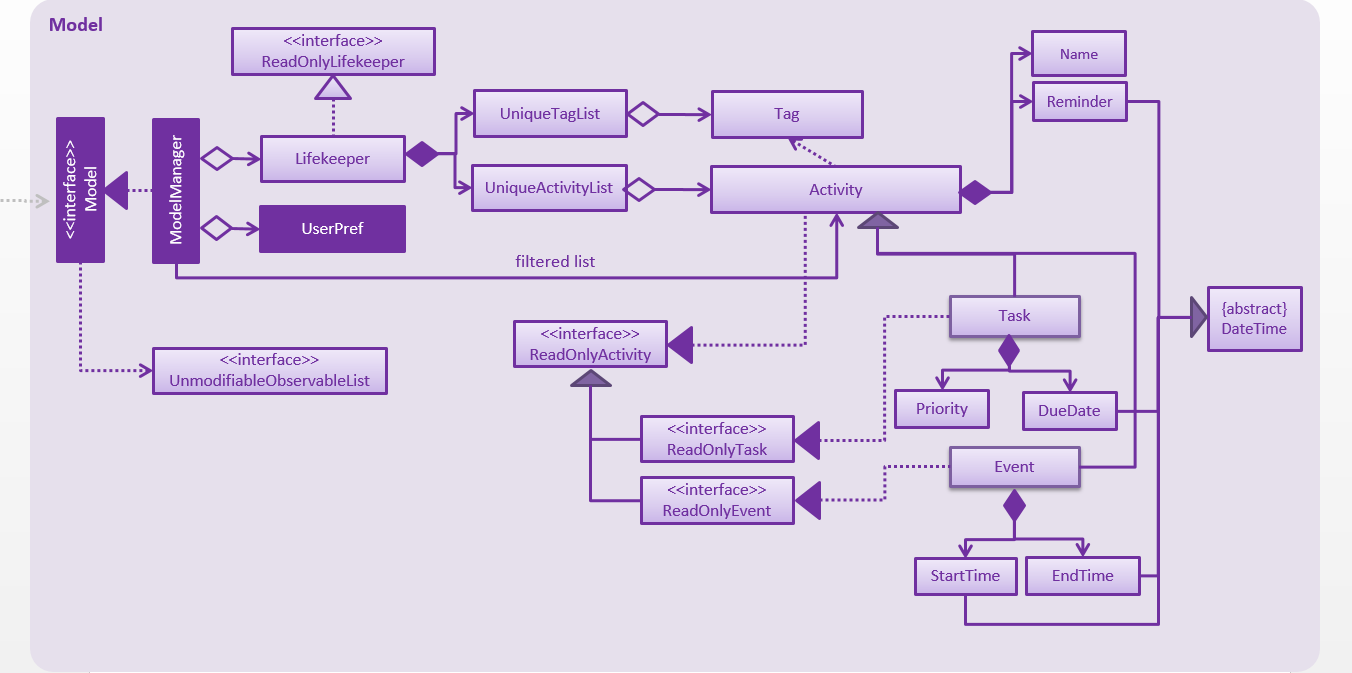 Model
<<interface>>
ReadOnlyLifekeeper
Name
Reminder
UniqueTagList
Tag
<<interface>>
Model
ModelManager
Lifekeeper
UniqueActivityList
Activity
UserPref
filtered list
Task
{abstract}
DateTime
<<interface>>
ReadOnlyActivity
<<interface>>
UnmodifiableObservableList
Priority
DueDate
<<interface>>
ReadOnlyTask
Event
<<interface>>
ReadOnlyEvent
StartTime
EndTime